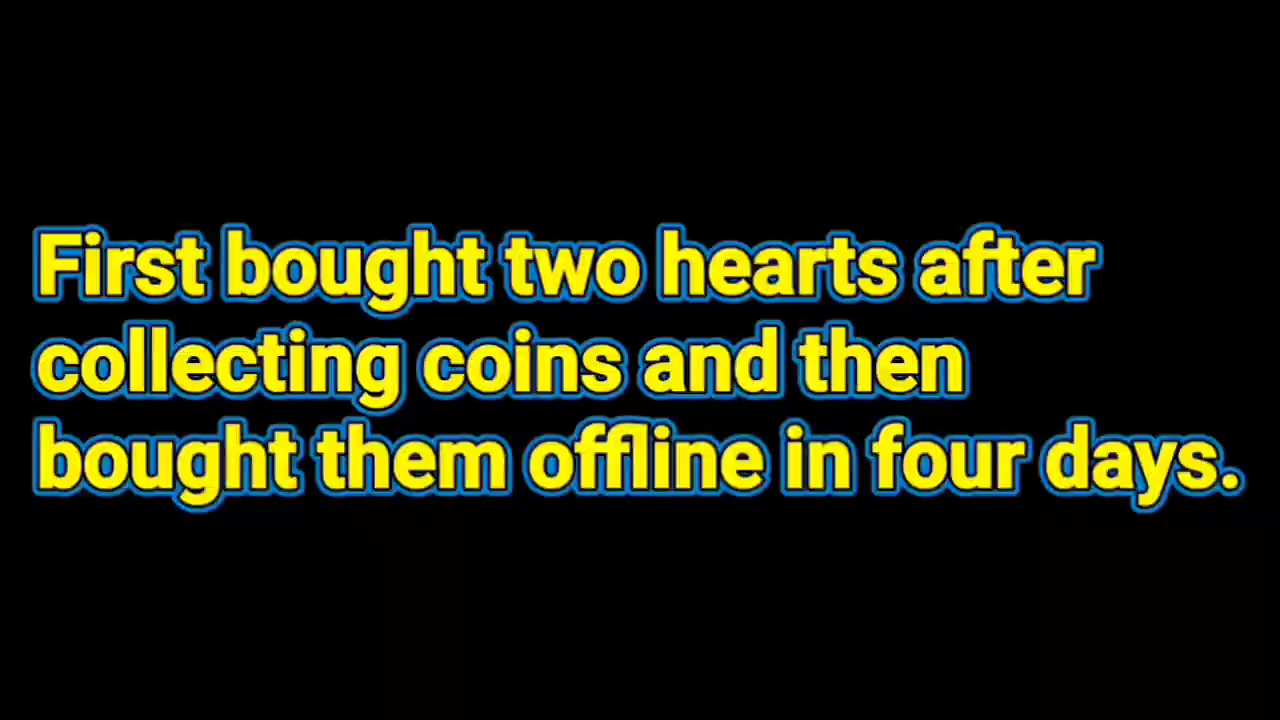 First bought two hearts after
collecting coins and then
bought them offline in four days.